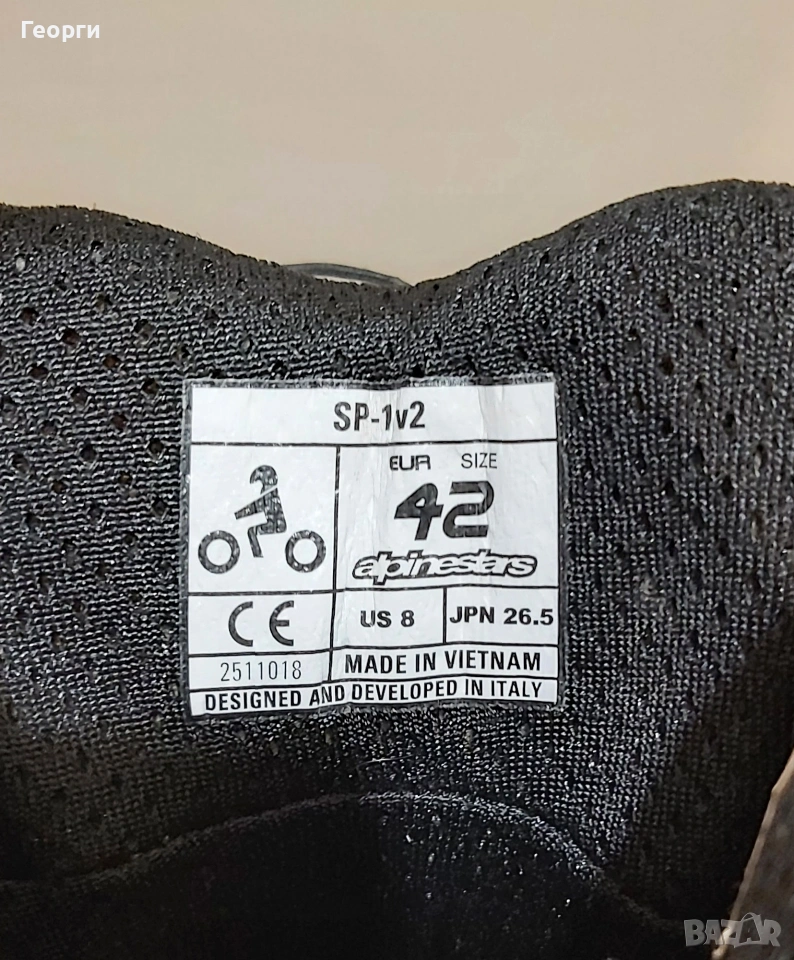 Георги
SP-1v2
EUR SIZE
42
alpinestars
CE
US 8
JPN 26.5
2511018
MADE IN VIETNAM
DESIGNED AND DEVELOPED IN ITALY
BAZAR